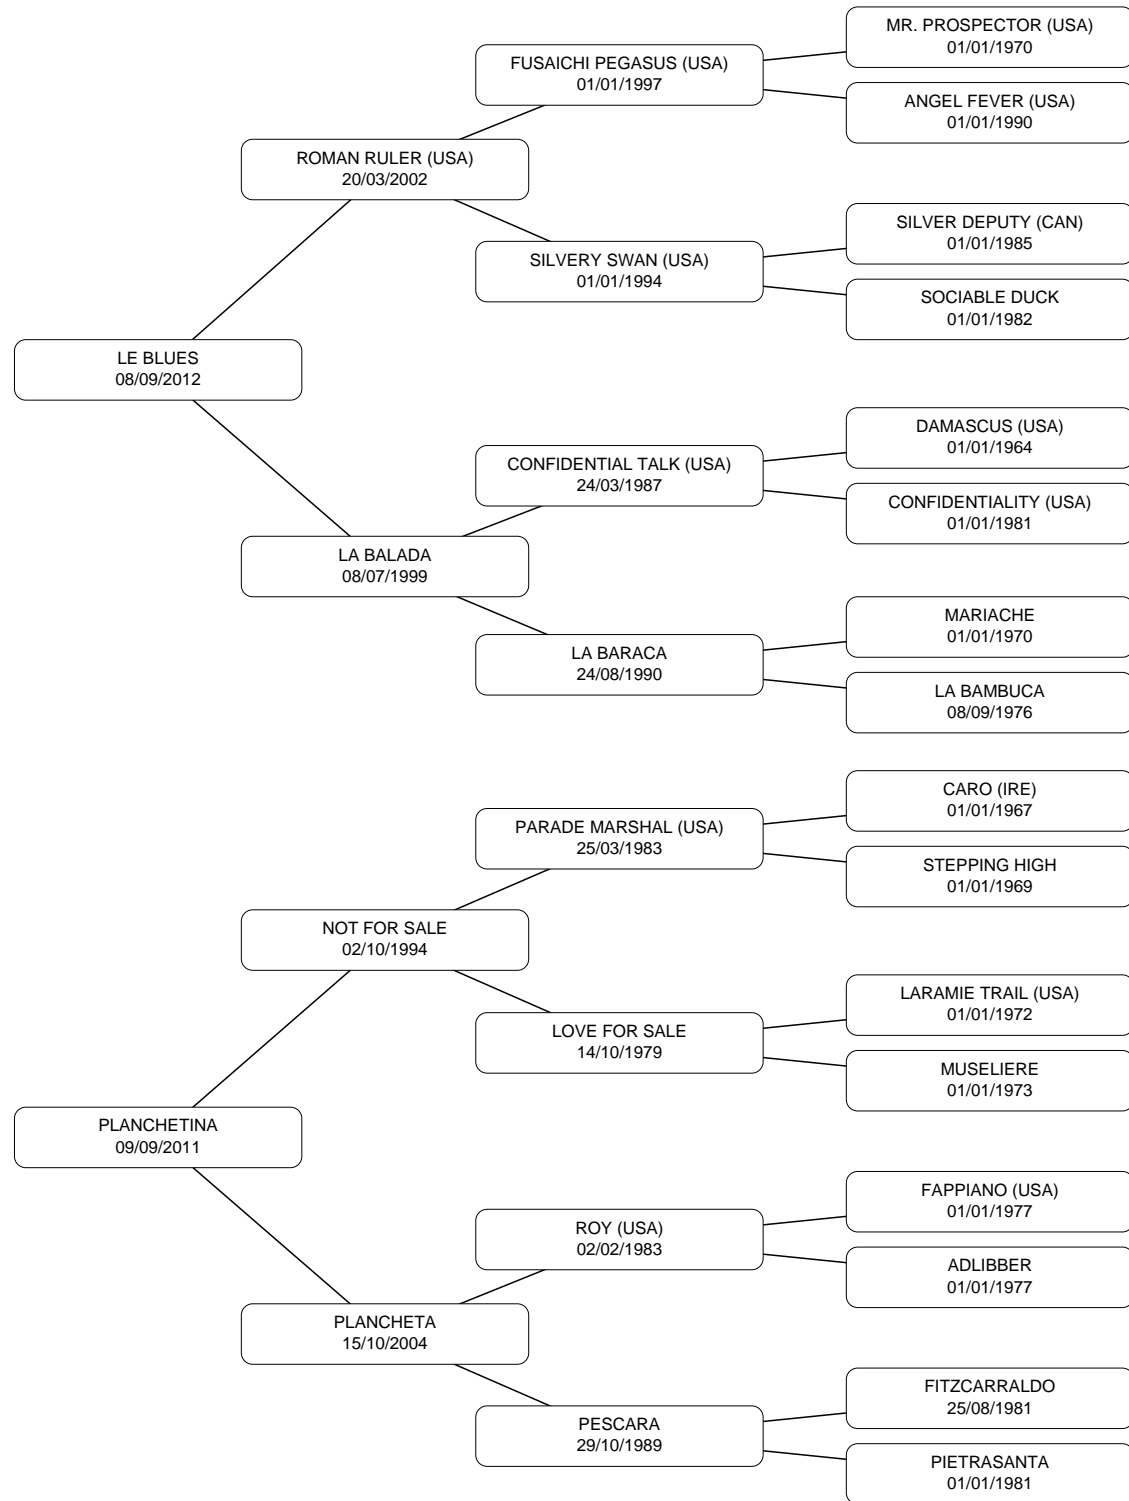 MR. PROSPECTOR (USA)
01/01/1970
FUSAICHI PEGASUS (USA)
01/01/1997
ANGEL FEVER (USA)
01/01/1990
ROMAN RULER (USA)
20/03/2002
SILVER DEPUTY (CAN)
01/01/1985
SILVERY SWAN (USA)
01/01/1994
SOCIABLE DUCK
01/01/1982
LE BLUES
08/09/2012
DAMASCUS (USA)
01/01/1964
CONFIDENTIAL TALK (USA)
24/03/1987
CONFIDENTIALITY (USA)
01/01/1981
LA BALADA
08/07/1999
MARIACHE
01/01/1970
LA BARACA
24/08/1990
LA BAMBUCA
08/09/1976
CARO (IRE)
01/01/1967
PARADE MARSHAL (USA)
25/03/1983
STEPPING HIGH
01/01/1969
NOT FOR SALE
02/10/1994
LARAMIE TRAIL (USA)
01/01/1972
LOVE FOR SALE
14/10/1979
MUSELIERE
01/01/1973
PLANCHETINA
09/09/2011
FAPPIANO (USA)
01/01/1977
ROY (USA)
02/02/1983
ADLIBBER
01/01/1977
PLANCHETA
15/10/2004
FITZCARRALDO
25/08/1981
PESCARA
29/10/1989
PIETRASANTA
01/01/1981